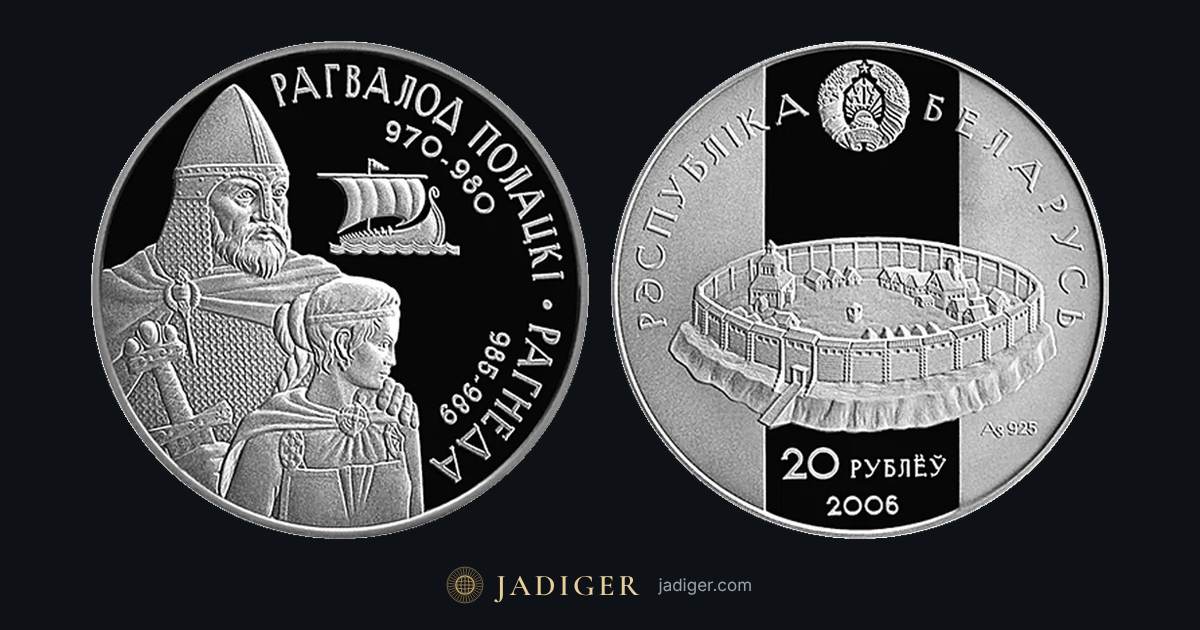 РАГВАЛОД ПОЛАЦКІ • РАГНЕДА
970-980
985-989
РЭСПУБЛІКА БЕЛАРУСЬ
Ag 925
20 РУБЛЁЎ
2006
JADIGER jadiger.com